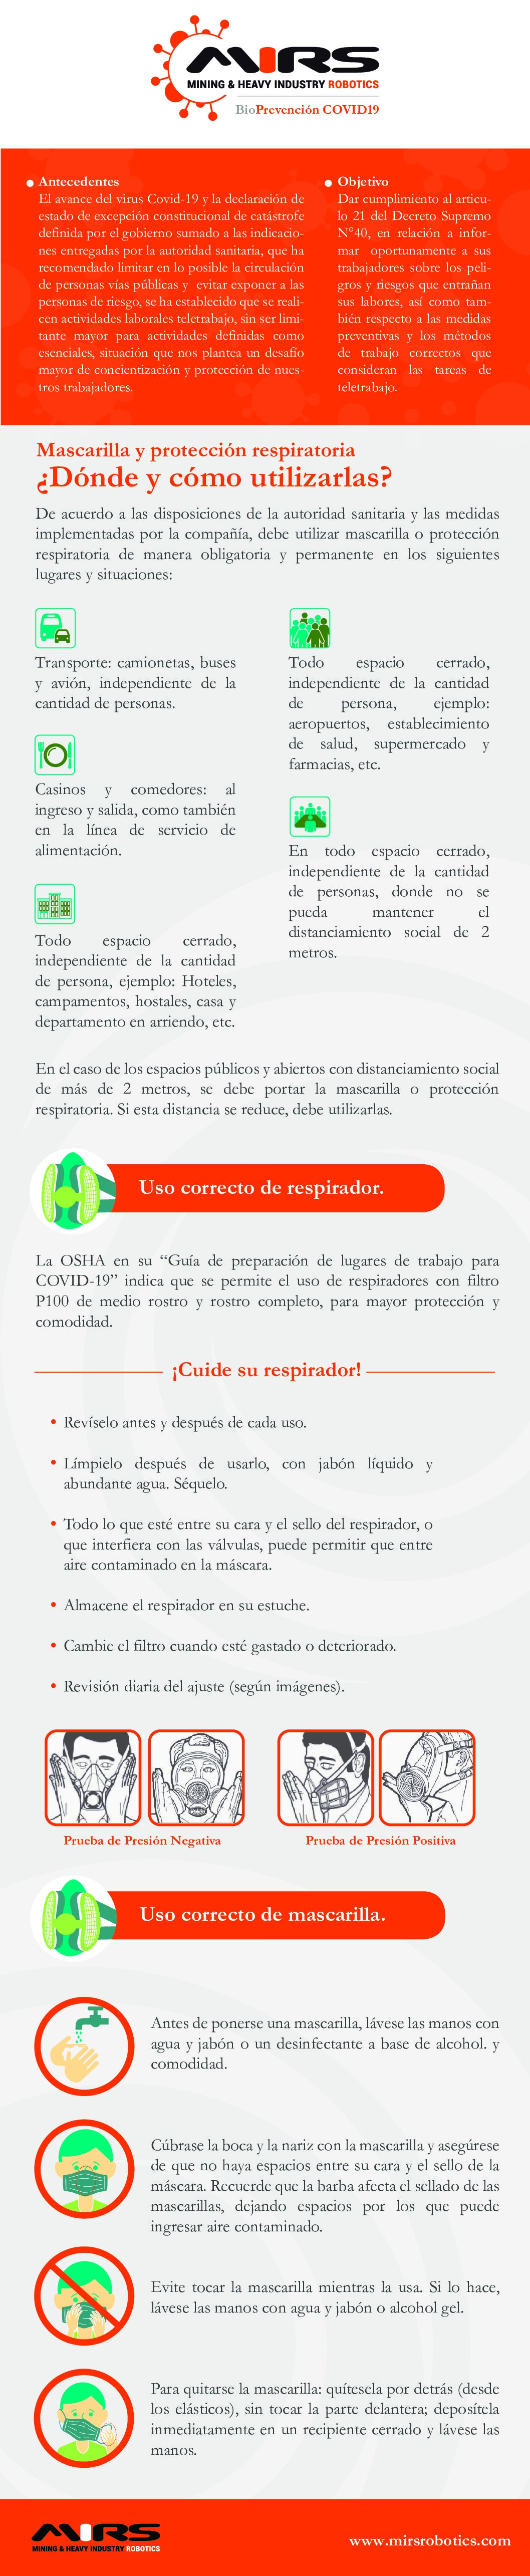 MIRS
MINING & HEAVY INDUSTRY ROBOTICS
BioPrevención COVID19
Antecedentes
El avance del virus Covid-19 y la declaración de
estado de excepción constitucional de catástrofe
definida por el gobierno sumado a las indicacio-
nes entregadas por la autoridad sanitaria, que ha
recomendado limitar en lo posible la circulación
de personas vías públicas y evitar exponer a las
personas de riesgo, se ha establecido que se reali-
cen actividades laborales teletrabajo, sin ser limi-
tante mayor para actividades definidas como
esenciales, situación que nos plantea un desafío
mayor de concientización y protección de nues-
tros trabajadores.
Objetivo
Dar cumplimiento al articu-
lo 21 del Decreto Supremo
N°40, en relación a infor-
mar oportunamente a sus
trabajadores sobre los peli-
gros y riesgos que entrañan
sus labores, así como tam-
bién respecto a las medidas
preventivas y los métodos
de trabajo correctos que
consideran las tareas de
teletrabajo.
Mascarilla y protección respiratoria
¿Dónde y cómo utilizarlas?
De acuerdo a las disposiciones de la autoridad sanitaria y las medidas
implementadas por la compañía, debe utilizar mascarilla o protección
respiratoria de manera obligatoria y permanente en los siguientes
lugares y situaciones:
Transporte: camionetas, buses
y avión, independiente de la
cantidad de personas.
Casinos y comedores: al
ingreso y salida, como también
en la línea de servicio de
alimentación.
Todo espacio cerrado,
independiente de la cantidad
de persona, ejemplo: Hoteles,
campamentos, hostales, casa y
departamento en arriendo, etc.
Todo espacio cerrado,
independiente de la cantidad
de persona, ejemplo:
aeropuertos, establecimiento
de salud, supermercado y
farmacias, etc.
En todo espacio cerrado,
independiente de la cantidad
de personas, donde no se
pueda mantener el
distanciamiento social de 2
metros.
En el caso de los espacios públicos y abiertos con distanciamiento social
de más de 2 metros, se debe portar la mascarilla o protección
respiratoria. Si esta distancia se reduce, debe utilizarlas.
Uso correcto de respirador.
La OSHA en su “Guía de preparación de lugares de trabajo para
COVID-19” indica que se permite el uso de respiradores con filtro
P100 de medio rostro y rostro completo, para mayor protección y
comodidad.
¡Cuide su respirador!
• Revíselo antes y después de cada uso.
• Límpielo después de usarlo, con jabón líquido y
abundante agua. Séquelo.
• Todo lo que esté entre su cara y el sello del respirador, o
que interfiera con las válvulas, puede permitir que entre
aire contaminado en la máscara.
• Almacene el respirador en su estuche.
• Cambie el filtro cuando esté gastado o deteriorado.
• Revisión diaria del ajuste (según imágenes).
Prueba de Presión Negativa
Prueba de Presión Positiva
Uso correcto de mascarilla.
Antes de ponerse una mascarilla, lávese las manos con
agua y jabón o un desinfectante a base de alcohol. y
comodidad.
Cúbrase la boca y la nariz con la mascarilla y asegúrese
de que no haya espacios entre su cara y el sello de la
máscara. Recuerde que la barba afecta el sellado de las
mascarillas, dejando espacios por los que puede
ingresar aire contaminado.
Evite tocar la mascarilla mientras la usa. Si lo hace,
lávese las manos con agua y jabón o alcohol gel.
Para quitarse la mascarilla: quítesela por detrás (desde
los elásticos), sin tocar la parte delantera; deposítela
inmediatamente en un recipiente cerrado y lávese las
manos.
MIRS
MINING & HEAVY INDUSTRY ROBOTICS
www.mirsrobotics.com